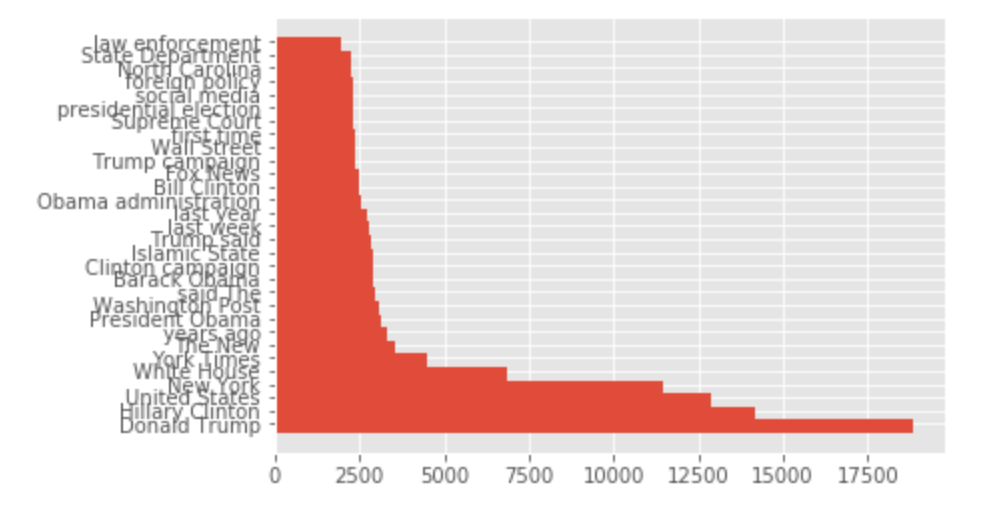 law enforcement
State Department
North Carolina
foreign policy
social media
presidential election
Supreme Court
first time
Wall Street
Trump campaign
Fox News
Bill Clinton
Obama administration
last year
last week
Trump said
Islamic State
Clinton campaign
Barack Obama
said The
Washington Post
President Obama
years ago
The New
York Times
White House
New York
United States
Hillary Clinton
Donald Trump
0 2500 5000 7500 10000 12500 15000 17500